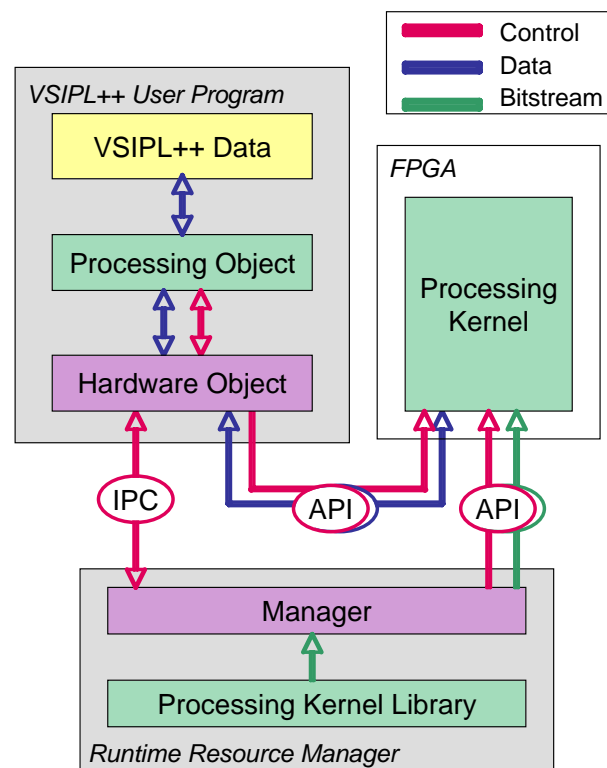 Control
Data
Bitstream
VSIPL++ User Program
VSIPL++ Data
Processing Object
Hardware Object
FPGA
Processing
Kernel
IPC
API
API
Manager
Processing Kernel Library
Runtime Resource Manager